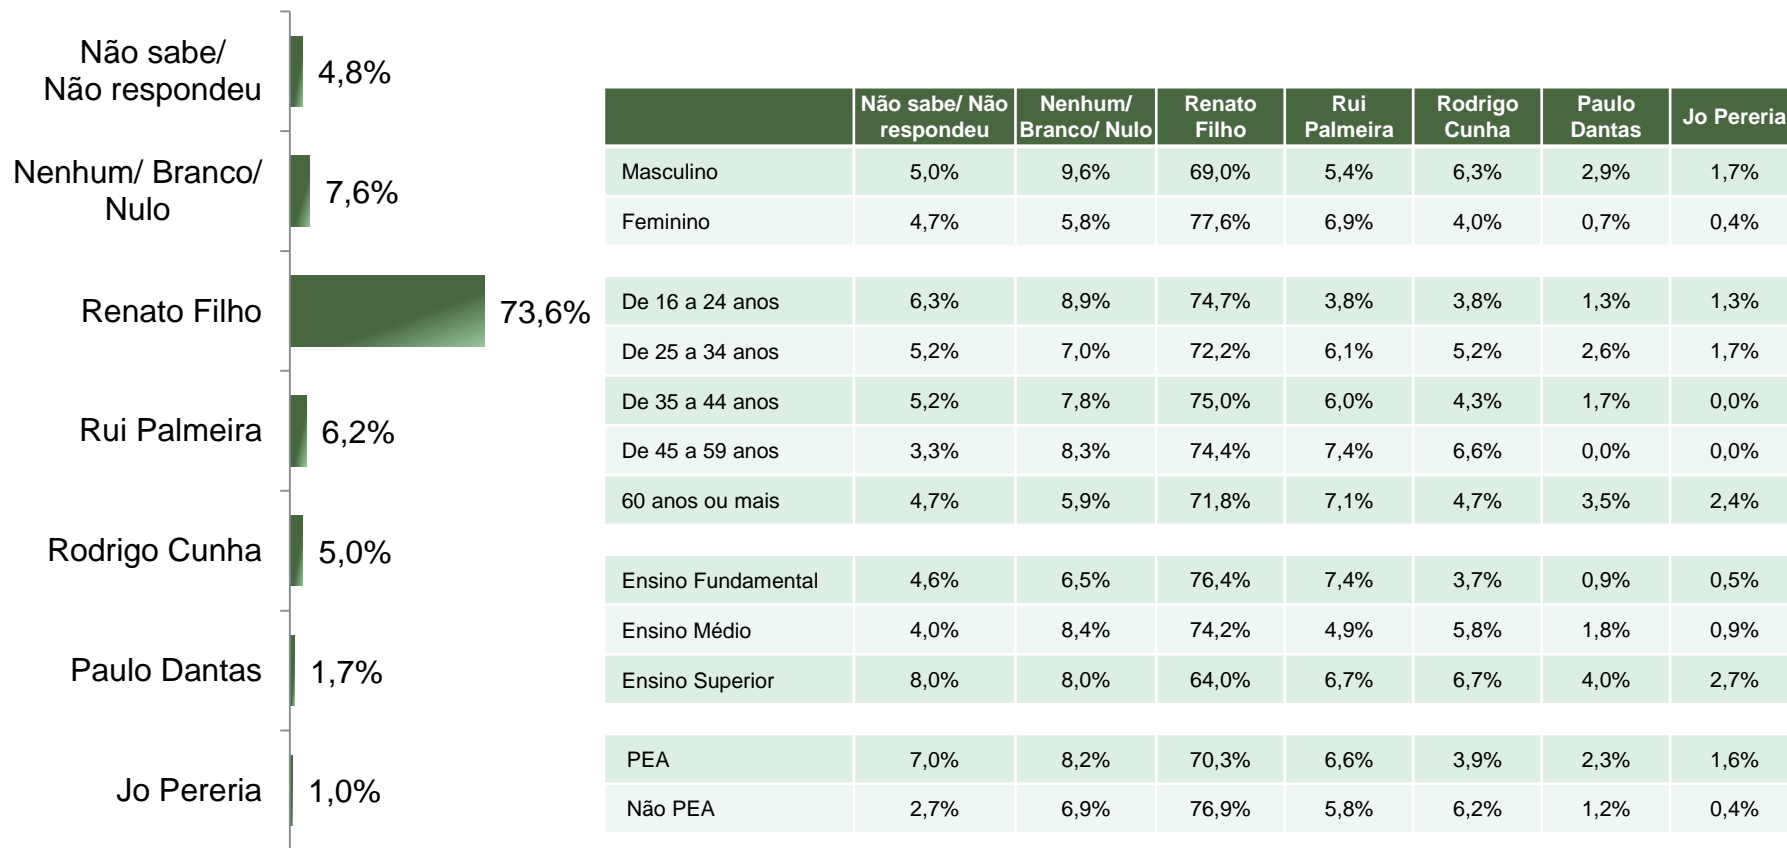 Não sabe/
Não respondeu
4,8%
Nenhum/ Branco/
Nulo
7,6%
Renato Filho
73,6%
Rui Palmeira
6,2%
Rodrigo Cunha
5,0%
Paulo Dantas
1,7%
Jo Pereria
1,0%
Não sabe/ Não respondeu Nenhum/ Branco/ Nulo Renato Filho Rui Palmeira Rodrigo Cunha Paulo Dantas Jo Pereria
Masculino 5,0% 9,6% 69,0% 5,4% 6,3% 2,9% 1,7%
Feminino 4,7% 5,8% 77,6% 6,9% 4,0% 0,7% 0,4%
De 16 a 24 anos 6,3% 8,9% 74,7% 3,8% 3,8% 1,3% 1,3%
De 25 a 34 anos 5,2% 7,0% 72,2% 6,1% 5,2% 2,6% 1,7%
De 35 a 44 anos 5,2% 7,8% 75,0% 6,0% 4,3% 1,7% 0,0%
De 45 a 59 anos 3,3% 8,3% 74,4% 7,4% 6,6% 0,0% 0,0%
60 anos ou mais 4,7% 5,9% 71,8% 7,1% 4,7% 3,5% 2,4%
Ensino Fundamental 4,6% 6,5% 76,4% 7,4% 3,7% 0,9% 0,5%
Ensino Médio 4,0% 8,4% 74,2% 4,9% 5,8% 1,8% 0,9%
Ensino Superior 8,0% 8,0% 64,0% 6,7% 6,7% 4,0% 2,7%
PEA 7,0% 8,2% 70,3% 6,6% 3,9% 2,3% 1,6%
Não PEA 2,7% 6,9% 76,9% 5,8% 6,2% 1,2% 0,4%